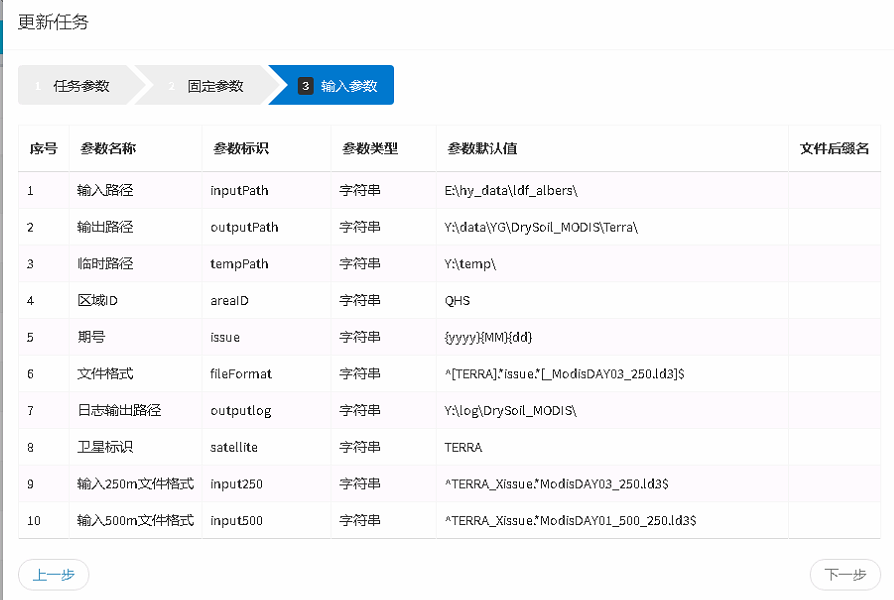 更新任务
1 任务参数 2 固定参数 3 输入参数
序号 参数名称 参数标识 参数类型 参数默认值 文件后缀名
1 输入路径 inputPath 字符串 E:\hy_data\ldf_albers\
2 输出路径 outputPath 字符串 Y:\data\YG\DrySoil_MODIS\Terra\
3 临时路径 tempPath 字符串 Y:\temp\
4 区域ID areaID 字符串 QHS
5 期号 issue 字符串 {yyyy}{MM}{dd}
6 文件格式 fileFormat 字符串 ^[TERRA].*issue.*[_ModisDAY03_250.ld3]$
7 日志输出路径 outputlog 字符串 Y:\log\DrySoil_MODIS\
8 卫星标识 satellite 字符串 TERRA
9 输入250m文件格式 input250 字符串 ^TERRA_Xissue.*ModisDAY03_250.ld3$
10 输入500m文件格式 input500 字符串 ^TERRA_Xissue.*ModisDAY01_500_250.ld3$
上一步 下一步